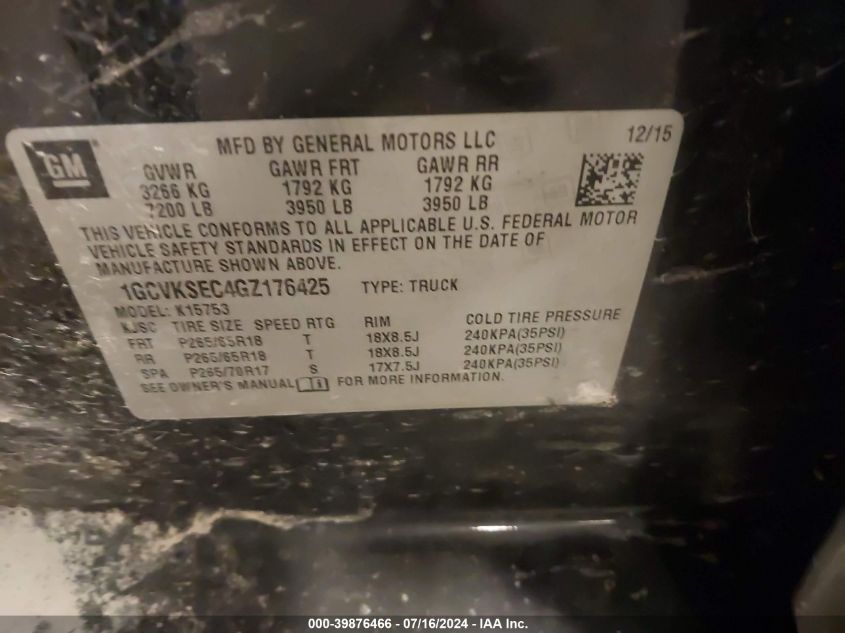 MFD BY GENERAL MOTORS LLC 12/15
GM
GVWR GAWR FRT GAWR RR
3266 KG 1792 KG 1792 KG
7200 LB 3950 LB 3950 LB
THIS VEHICLE CONFORMS TO ALL APPLICABLE U.S. FEDERAL MOTOR
VEHICLE SAFETY STANDARDS IN EFFECT ON THE DATE OF
MANUFACTURE SHOWN ABOVE.
1GCVKSEC4GZ176425 TYPE: TRUCK
MODEL: K15753
KJSC TIRE SIZE SPEED RTG RIM COLD TIRE PRESSURE
FRT P265/65R18 T 18X8.5J 240KPA(35PSI)
RR P265/65R18 T 18X8.5J 240KPA(35PSI)
SPA P265/70R17 S 17X7.5J 240KPA(35PSI)
SEE OWNER'S MANUAL FOR MORE INFORMATION.
000-39876466 - 07/16/2024 - IAA Inc.